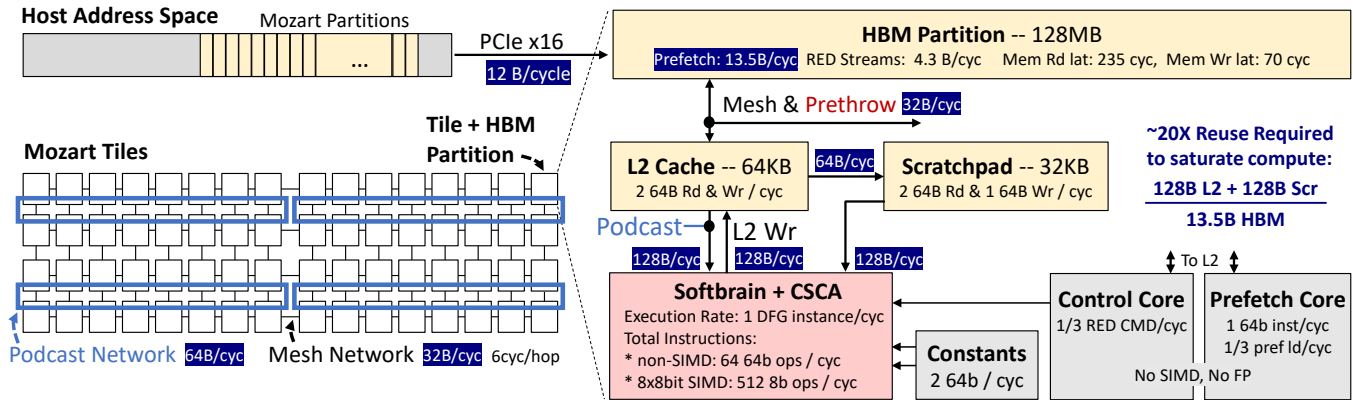 Host Address Space
Mozart Partitions
...
PCIe x16
12 B/cycle
HBM Partition -- 128MB
Prefetch: 13.5B/cyc RED Streams: 4.3 B/cyc Mem Rd lat: 235 cyc, Mem Wr lat: 70 cyc
Mesh & Prethrow 32B/cyc
Tile + HBM
Partition
Mozart Tiles
L2 Cache -- 64KB
2 64B Rd & Wr / cyc
64B/cyc
Scratchpad -- 32KB
2 64B Rd & 1 64B Wr / cyc
~20X Reuse Required
to saturate compute:
128B L2 + 128B Scr
13.5B HBM
Podcast
L2 Wr
128B/cyc
128B/cyc
128B/cyc
To L2
Softbrain + CSCA
Execution Rate: 1 DFG instance/cyc
Total Instructions:
* non-SIMD: 64 64b ops / cyc
* 8x8bit SIMD: 512 8b ops / cyc
Constants
2 64b / cyc
Control Core
1/3 RED CMD/cyc
Prefetch Core
1 64b inst/cyc
1/3 pref ld/cyc
No SIMD, No FP
Podcast Network 64B/cyc
Mesh Network 32B/cyc 6cyc/hop